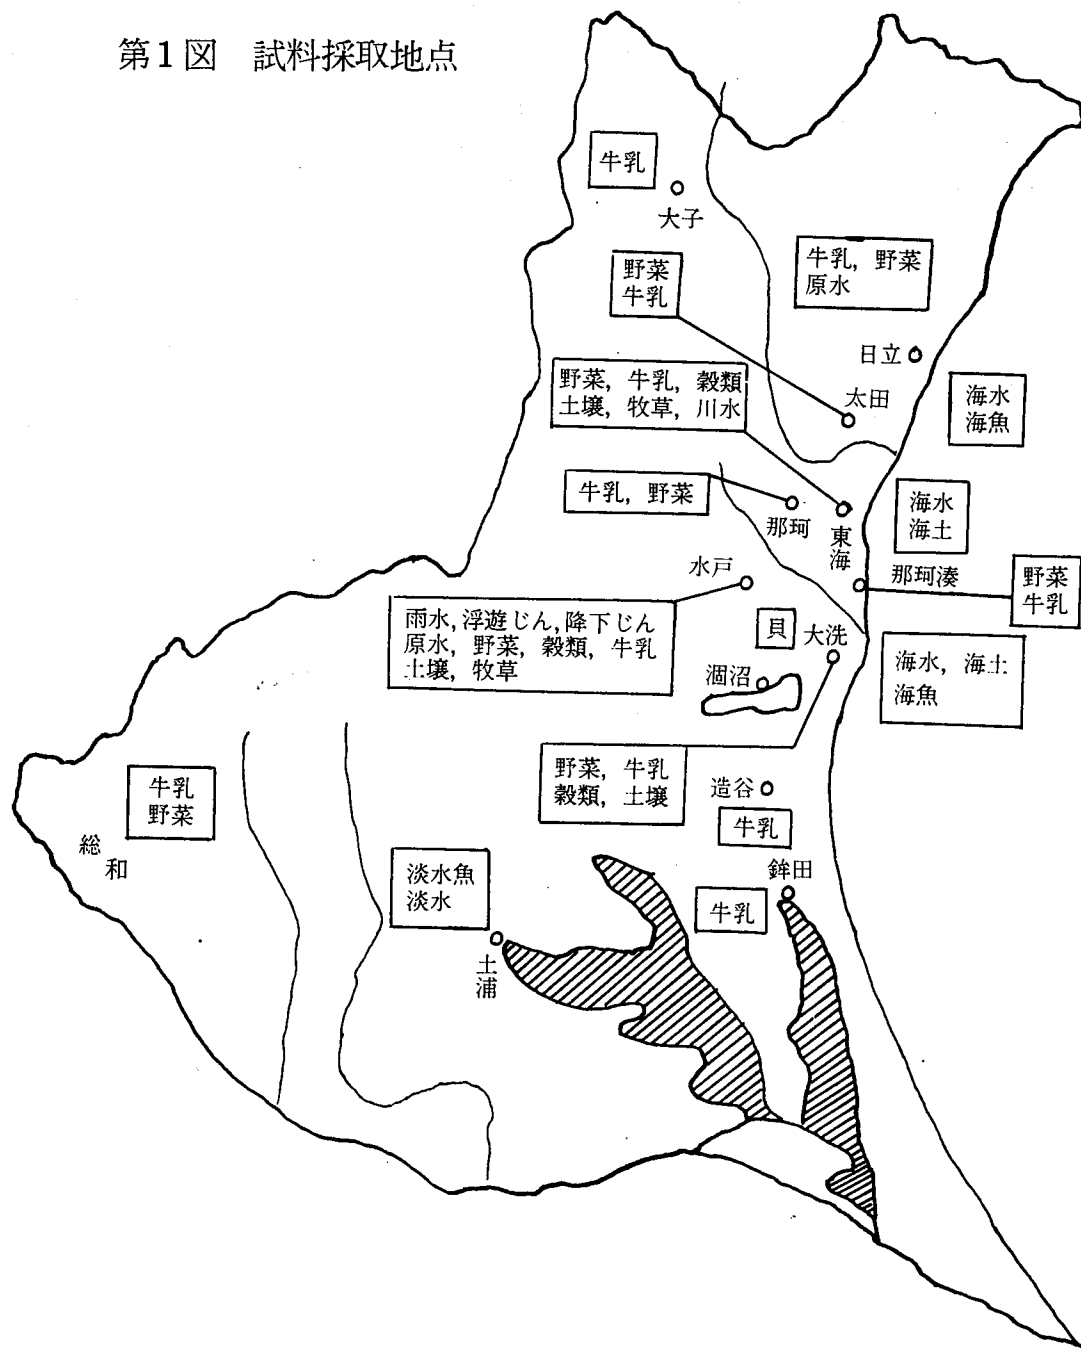 第1図 試料採取地点
牛乳
大子
牛乳, 野菜
原水
野菜
牛乳
日立
野菜, 牛乳, 穀類
土壌, 牧草, 川水
太田
海水
海魚
牛乳, 野菜
那珂
東海
海水
海土
水戸
那珂湊
野菜
牛乳
雨水, 浮遊じん, 降下じん
原水, 野菜, 穀類, 牛乳
土壌, 牧草
貝
大洗
涸沼
海水, 海土
海魚
野菜, 牛乳
穀類, 土壌
造谷
牛乳
牛乳
野菜
総和
淡水魚
淡水
鉾田
牛乳
土浦